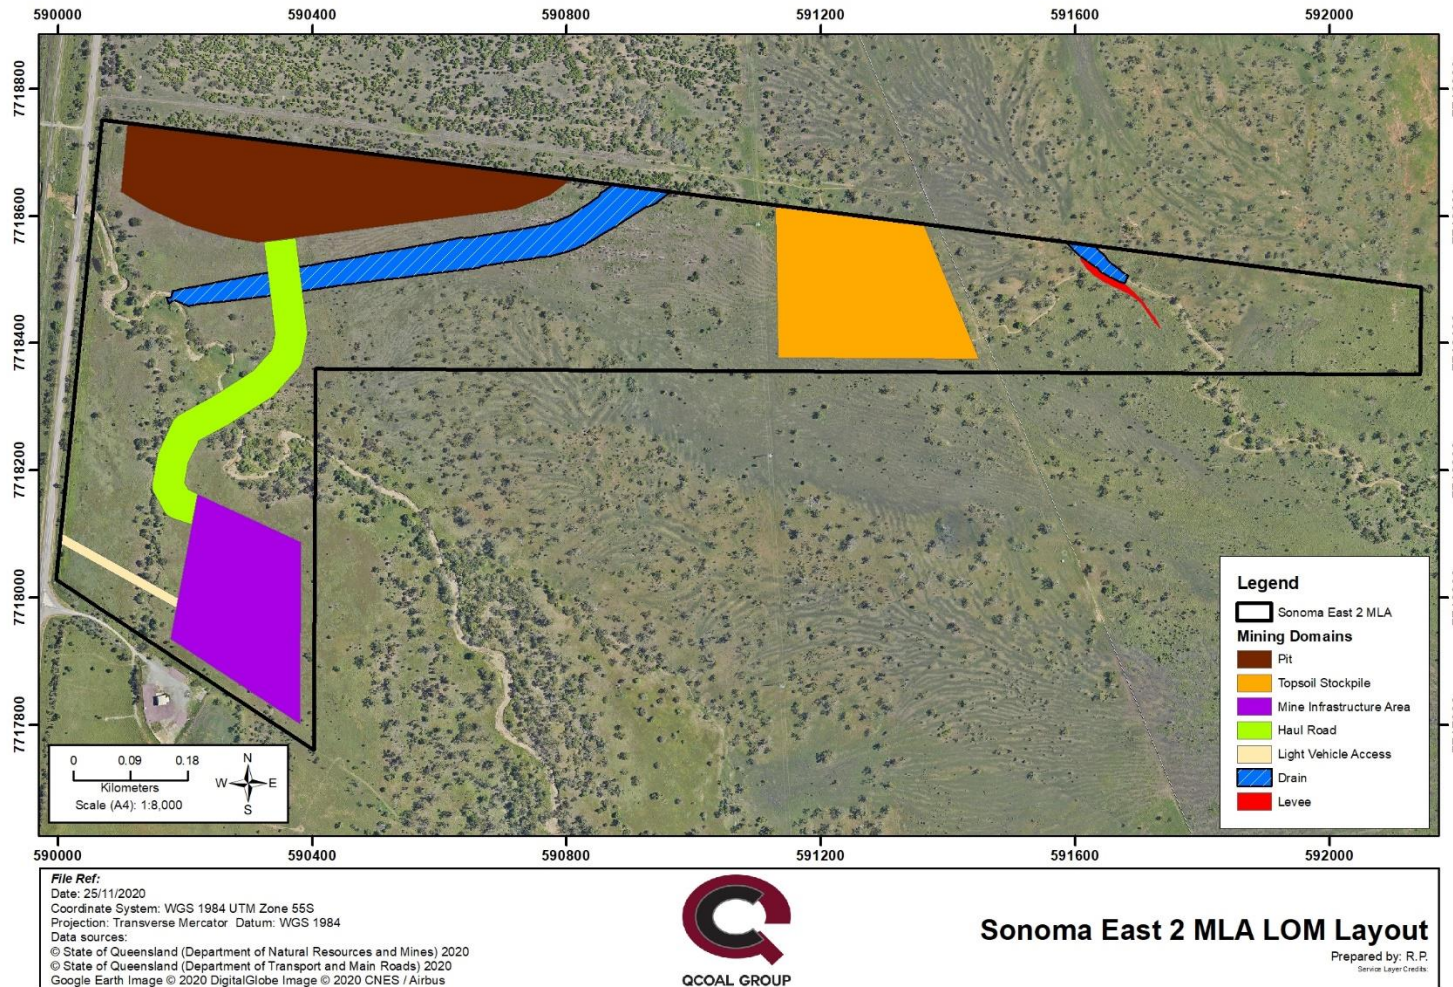 590000 590400 590800 591200 591600 592000
7718800
7718600
7718400
7718200
7718000
7717800
Legend
Sonoma East 2 MLA
Mining Domains
Pit
Topsoil Stockpile
Mine Infrastructure Area
Haul Road
Light Vehicle Access
Drain
Levee
0 0.09 0.18
Kilometers
Scale (A4): 1:8,000
N
W E
S
590000 590400 590800 591200 591600 592000
File Ref:
Date: 25/11/2020
Coordinate System: WGS 1984 UTM Zone 55S
Projection: Transverse Mercator Datum: WGS 1984
Data sources:
© State of Queensland (Department of Natural Resources and Mines) 2020
© State of Queensland (Department of Transport and Main Roads) 2020
Google Earth Image © 2020 DigitalGlobe Image © 2020 CNES / Airbus
QCOAL GROUP
Sonoma East 2 MLA LOM Layout
Prepared by: R.P.
Service Layer Credits: